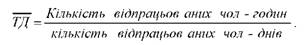 ТД = Кількість відпрацьов аних чол - годин
кількість відпрацьов аних чол - днів .